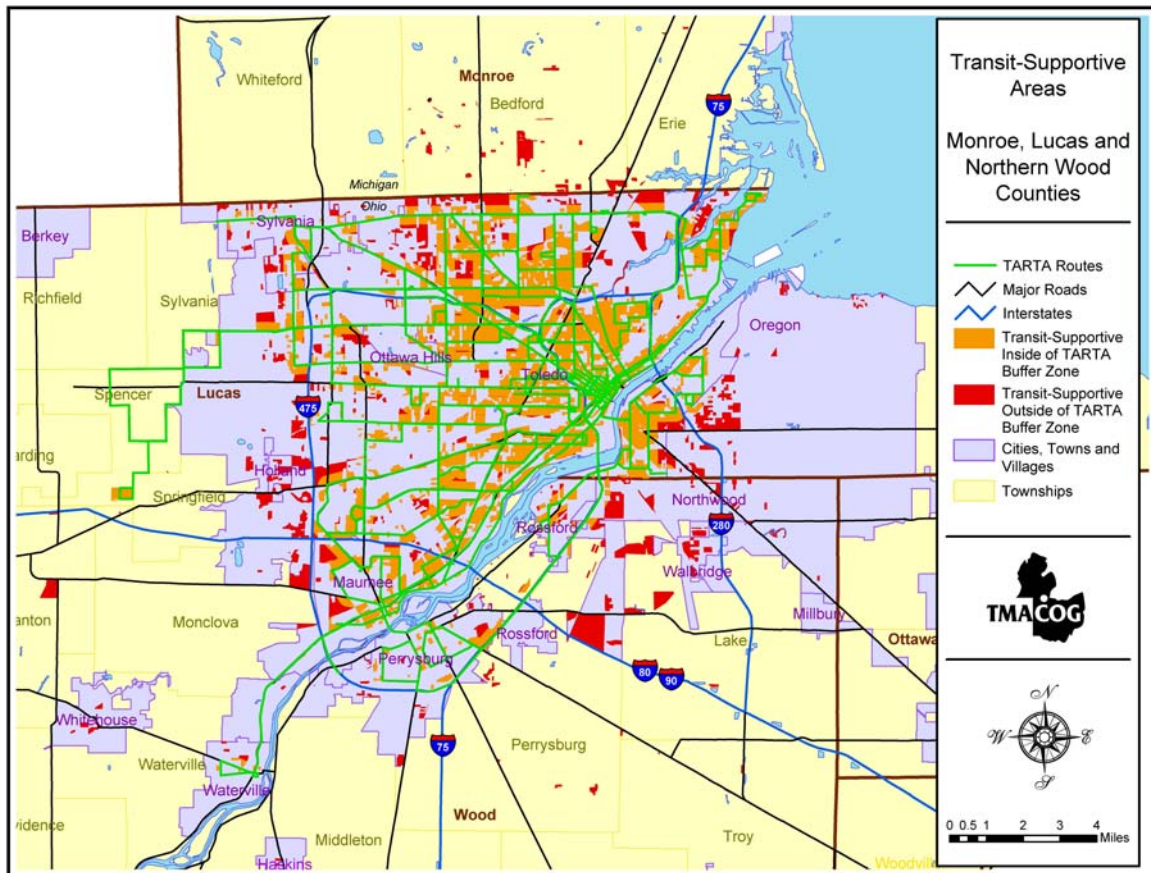 Whiteford
Monroe
Bedford
Erie
75
Michigan
Ohio
Sylvania
Berkey
Richfield
Sylvania
Oregon
Ottawa Hills
Toledo
Spencer
Lucas
475
arding
Holland
Springfield
Northwood
Rossford
280
Walbridge
Maumee
Millbury
anton
Monclova
Rossford
Lake
Ottawa
Perrysburg
80
90
Whitehouse
75
Perrysburg
Waterville
Waterville
Wood
vidence
Middleton
Troy
Haskins
Woodvill
Transit-Supportive
Areas
Monroe, Lucas and
Northern Wood
Counties
TARTA Routes
Major Roads
Interstates
Transit-Supportive
Inside of TARTA
Buffer Zone
Transit-Supportive
Outside of TARTA
Buffer Zone
Cities, Towns and
Villages
Townships
TMACOG
N
W E
S
0 0.5 1 2 3 4
Miles